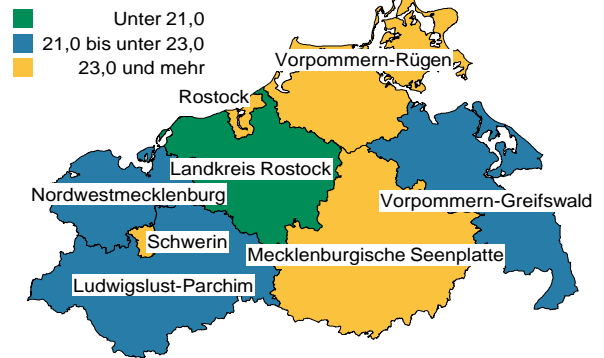 Unter 21,0
21,0 bis unter 23,0
23,0 und mehr
Vorpommern-Rügen
Rostock
Landkreis Rostock
Nordwestmecklenburg
Vorpommern-Greifswald
Schwerin
Mecklenburgische Seenplatte
Ludwigslust-Parchim